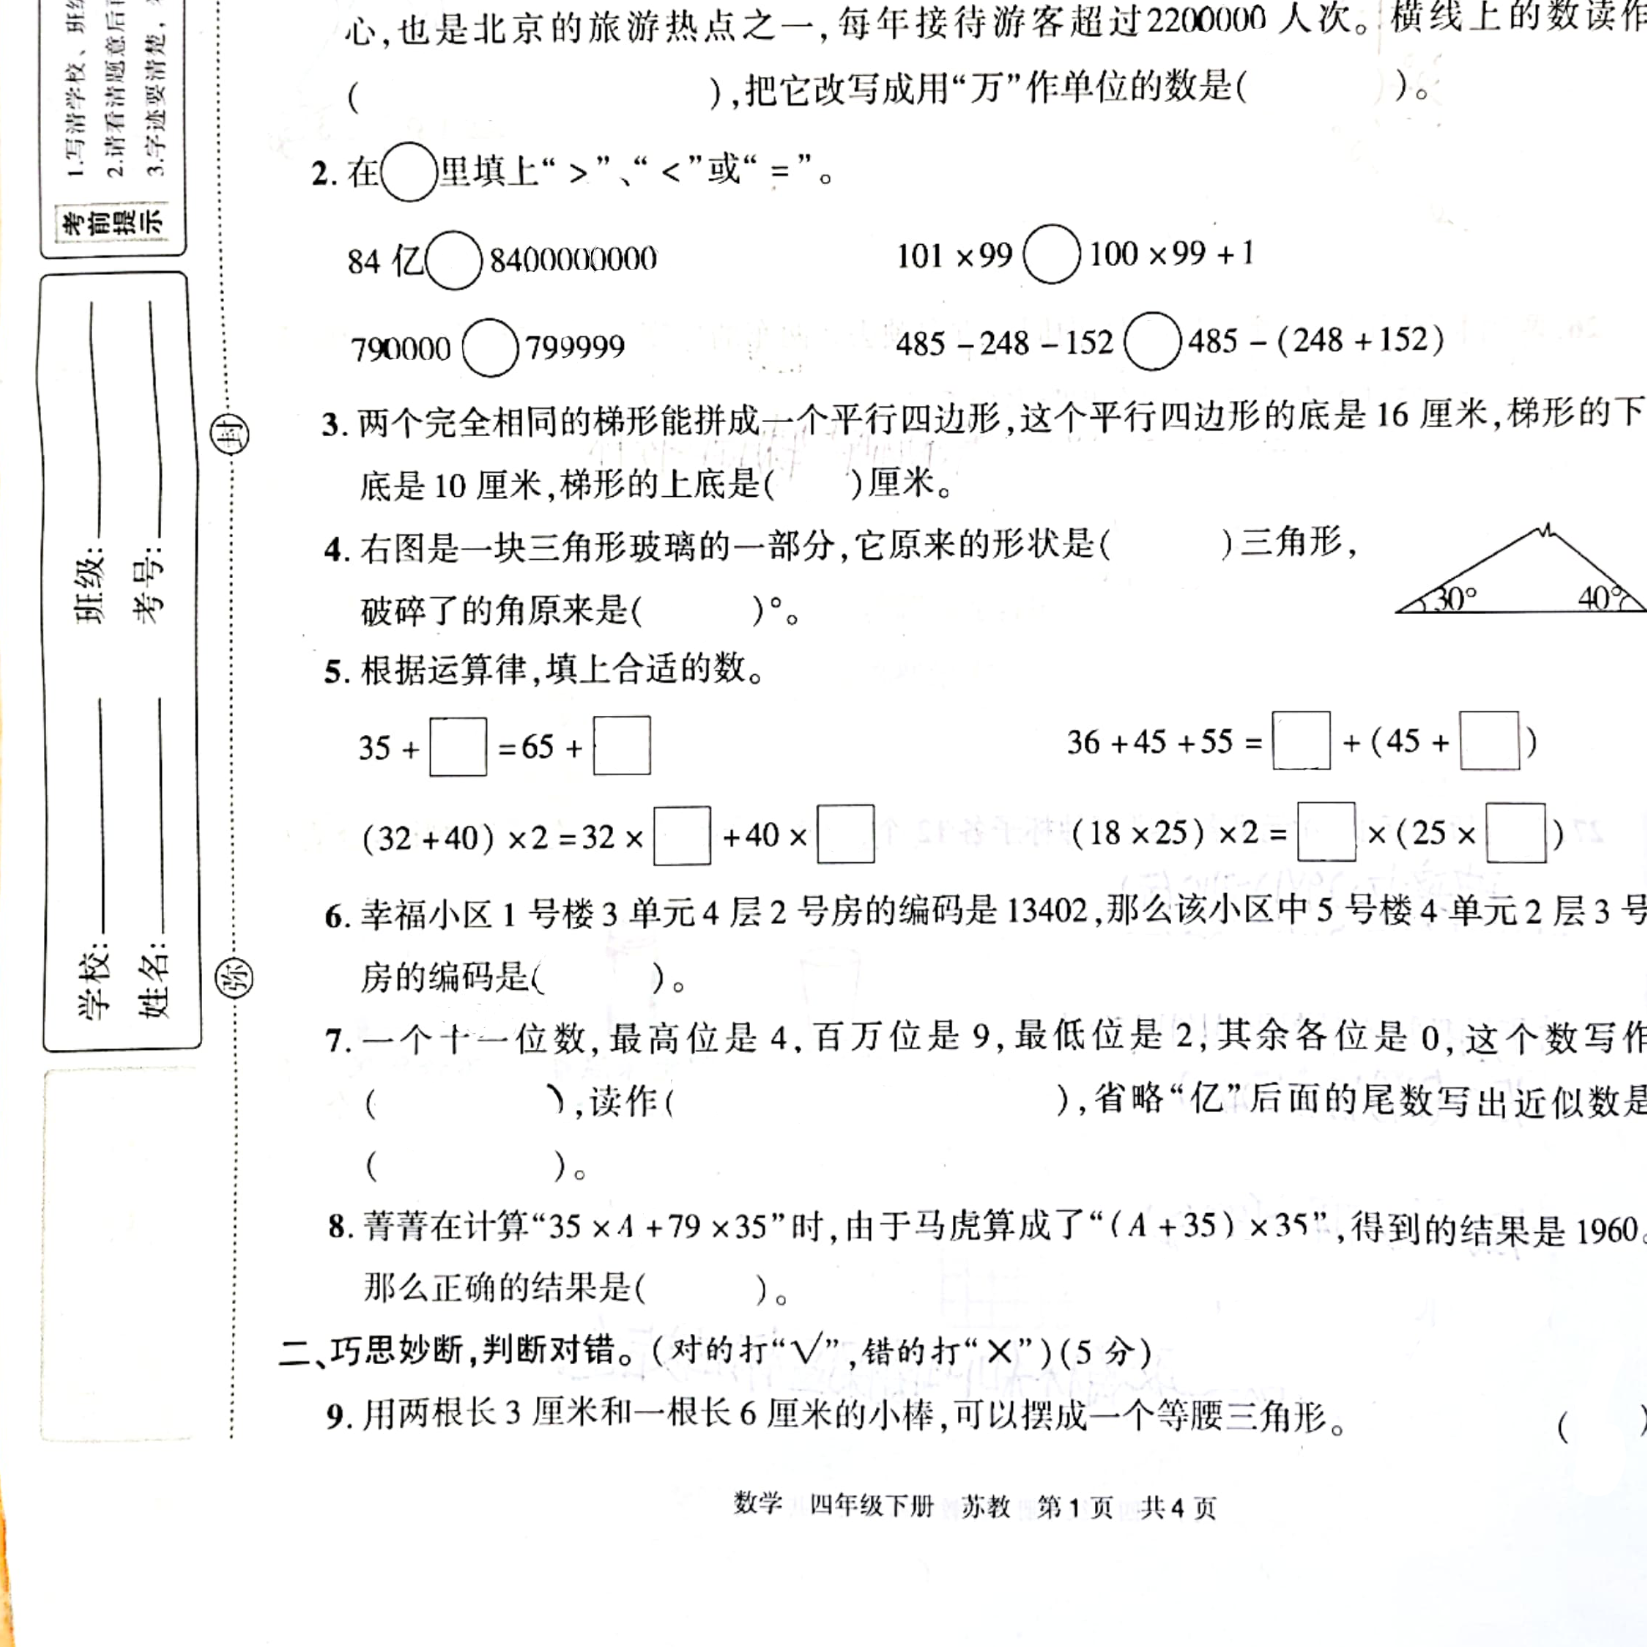 1.写清学校、班级
2.请看清题意后再
3.字迹要清楚，
考前提示
班级:
考号:
学校:
姓名:
封
弥
心,也是北京的旅游热点之一,每年接待游客超过2200000人次。横线上的数读作
(    ),把它改写成用“万”作单位的数是(    )。
2.在○里填上“>”、“<”或“=”。
84亿○8400000000    101×99○100×99+1
790000○799999    485-248-152○485-(248+152)
3.两个完全相同的梯形能拼成一个平行四边形,这个平行四边形的底是16厘米,梯形的下
底是10厘米,梯形的上底是(    )厘米。
4.右图是一块三角形玻璃的一部分,它原来的形状是(    )三角形,
破碎了的角原来是(    )°。
30°    40°
5.根据运算律,填上合适的数。
35+□=65+□    36+45+55=□+(45+□)
(32+40)×2=32×□+40×□    (18×25)×2=□×(25×□)
6.幸福小区1号楼3单元4层2号房的编码是13402,那么该小区中5号楼4单元2层3号
房的编码是(    )。
7.一个十一位数,最高位是4,百万位是9,最低位是2,其余各位是0,这个数写作
(    ),读作(    ),省略“亿”后面的尾数写出近似数是
(    )。
8.菁菁在计算“35×A+79×35”时,由于马虎算成了“(A+35)×35”,得到的结果是1960。
那么正确的结果是(    )。
二、巧思妙断,判断对错。(对的打“√”,错的打“×”)(5分)
9.用两根长3厘米和一根长6厘米的小棒,可以摆成一个等腰三角形。    (    )
数学 四年级下册 苏教 第1页 共4页